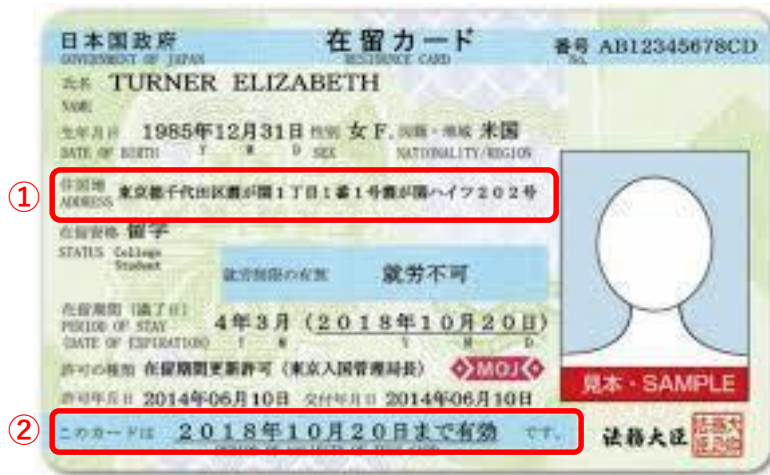 日本国政府 在留カード 番号 AB12345678CD
GOVERNMENT OF JAPAN RESIDENCE CARD No.
氏名 TURNER ELIZABETH
NAME
生年月日 1985年12月31日 性別 女 F. 国籍・地域 米国
DATE OF BIRTH Y M D SEX NATIONALITY/REGION
① 住居地 東京都千代田区霞が関1丁目1番1号霞が関ハイツ202号
ADDRESS
在留資格 留学
STATUS College
Student
就労制限の有無 就労不可
在留期間(満了日) 4年3月(2018年10月20日)
PERIOD OF STAY
(DATE OF EXPIRATION) Y M Y M D
許可の種類 在留期間更新許可(東京入国管理局長) MOJ
見本・SAMPLE
許可年月日 2014年06月10日 交付年月日 2014年06月10日
② このカードは 2018年10月20日まで有効 です。
PERIOD OF VALIDITY OF THIS CARD
法務大臣